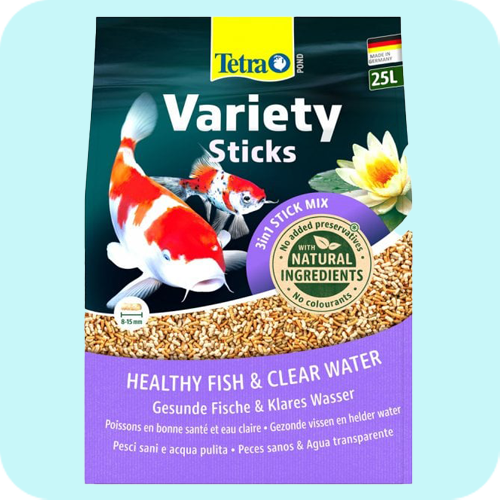 Tetra
POND
MADE IN
GERMANY
25L
Variety
Sticks
3in1 STICK MIX
No added preservatives
WITH
NATURAL
INGREDIENTS
No colourants
8-15 mm
HEALTHY FISH & CLEAR WATER
Gesunde Fische & Klares Wasser
Poissons en bonne santé et eau claire • Gezonde vissen en helder water
Pesci sani e acqua pulita • Peces sanos & Agua transparente